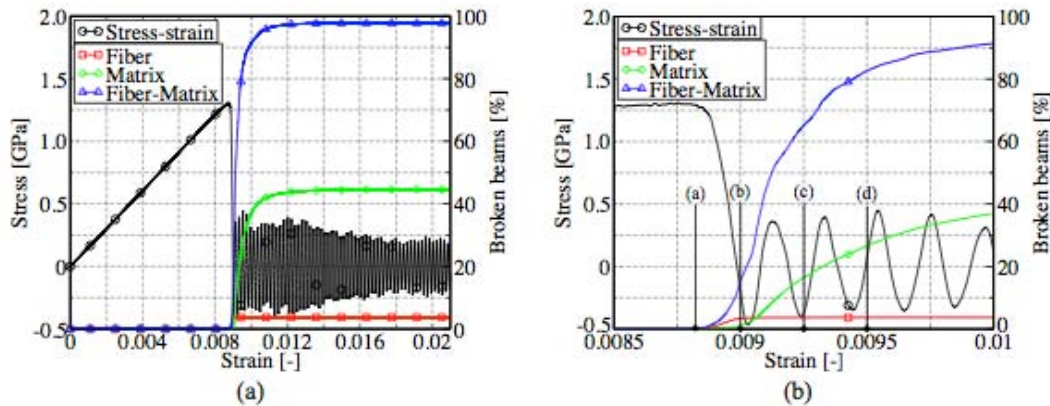 2.0
1.5
1.0
0.5
0
-0.5
Stress [GPa]
Stress-strain
Fiber
Matrix
Fiber-Matrix
100
80
60
40
20
0
Broken beams [%]
0 0.004 0.008 0.012 0.016 0.02
Strain [-]
(a)
2.0
1.5
1.0
0.5
0
-0.5
Stress [GPa]
Stress-strain
Fiber
Matrix
Fiber-Matrix
(a) (b) (c) (d)
100
80
60
40
20
0
Broken beams [%]
0.0085 0.009 0.0095 0.01
Strain [-]
(b)